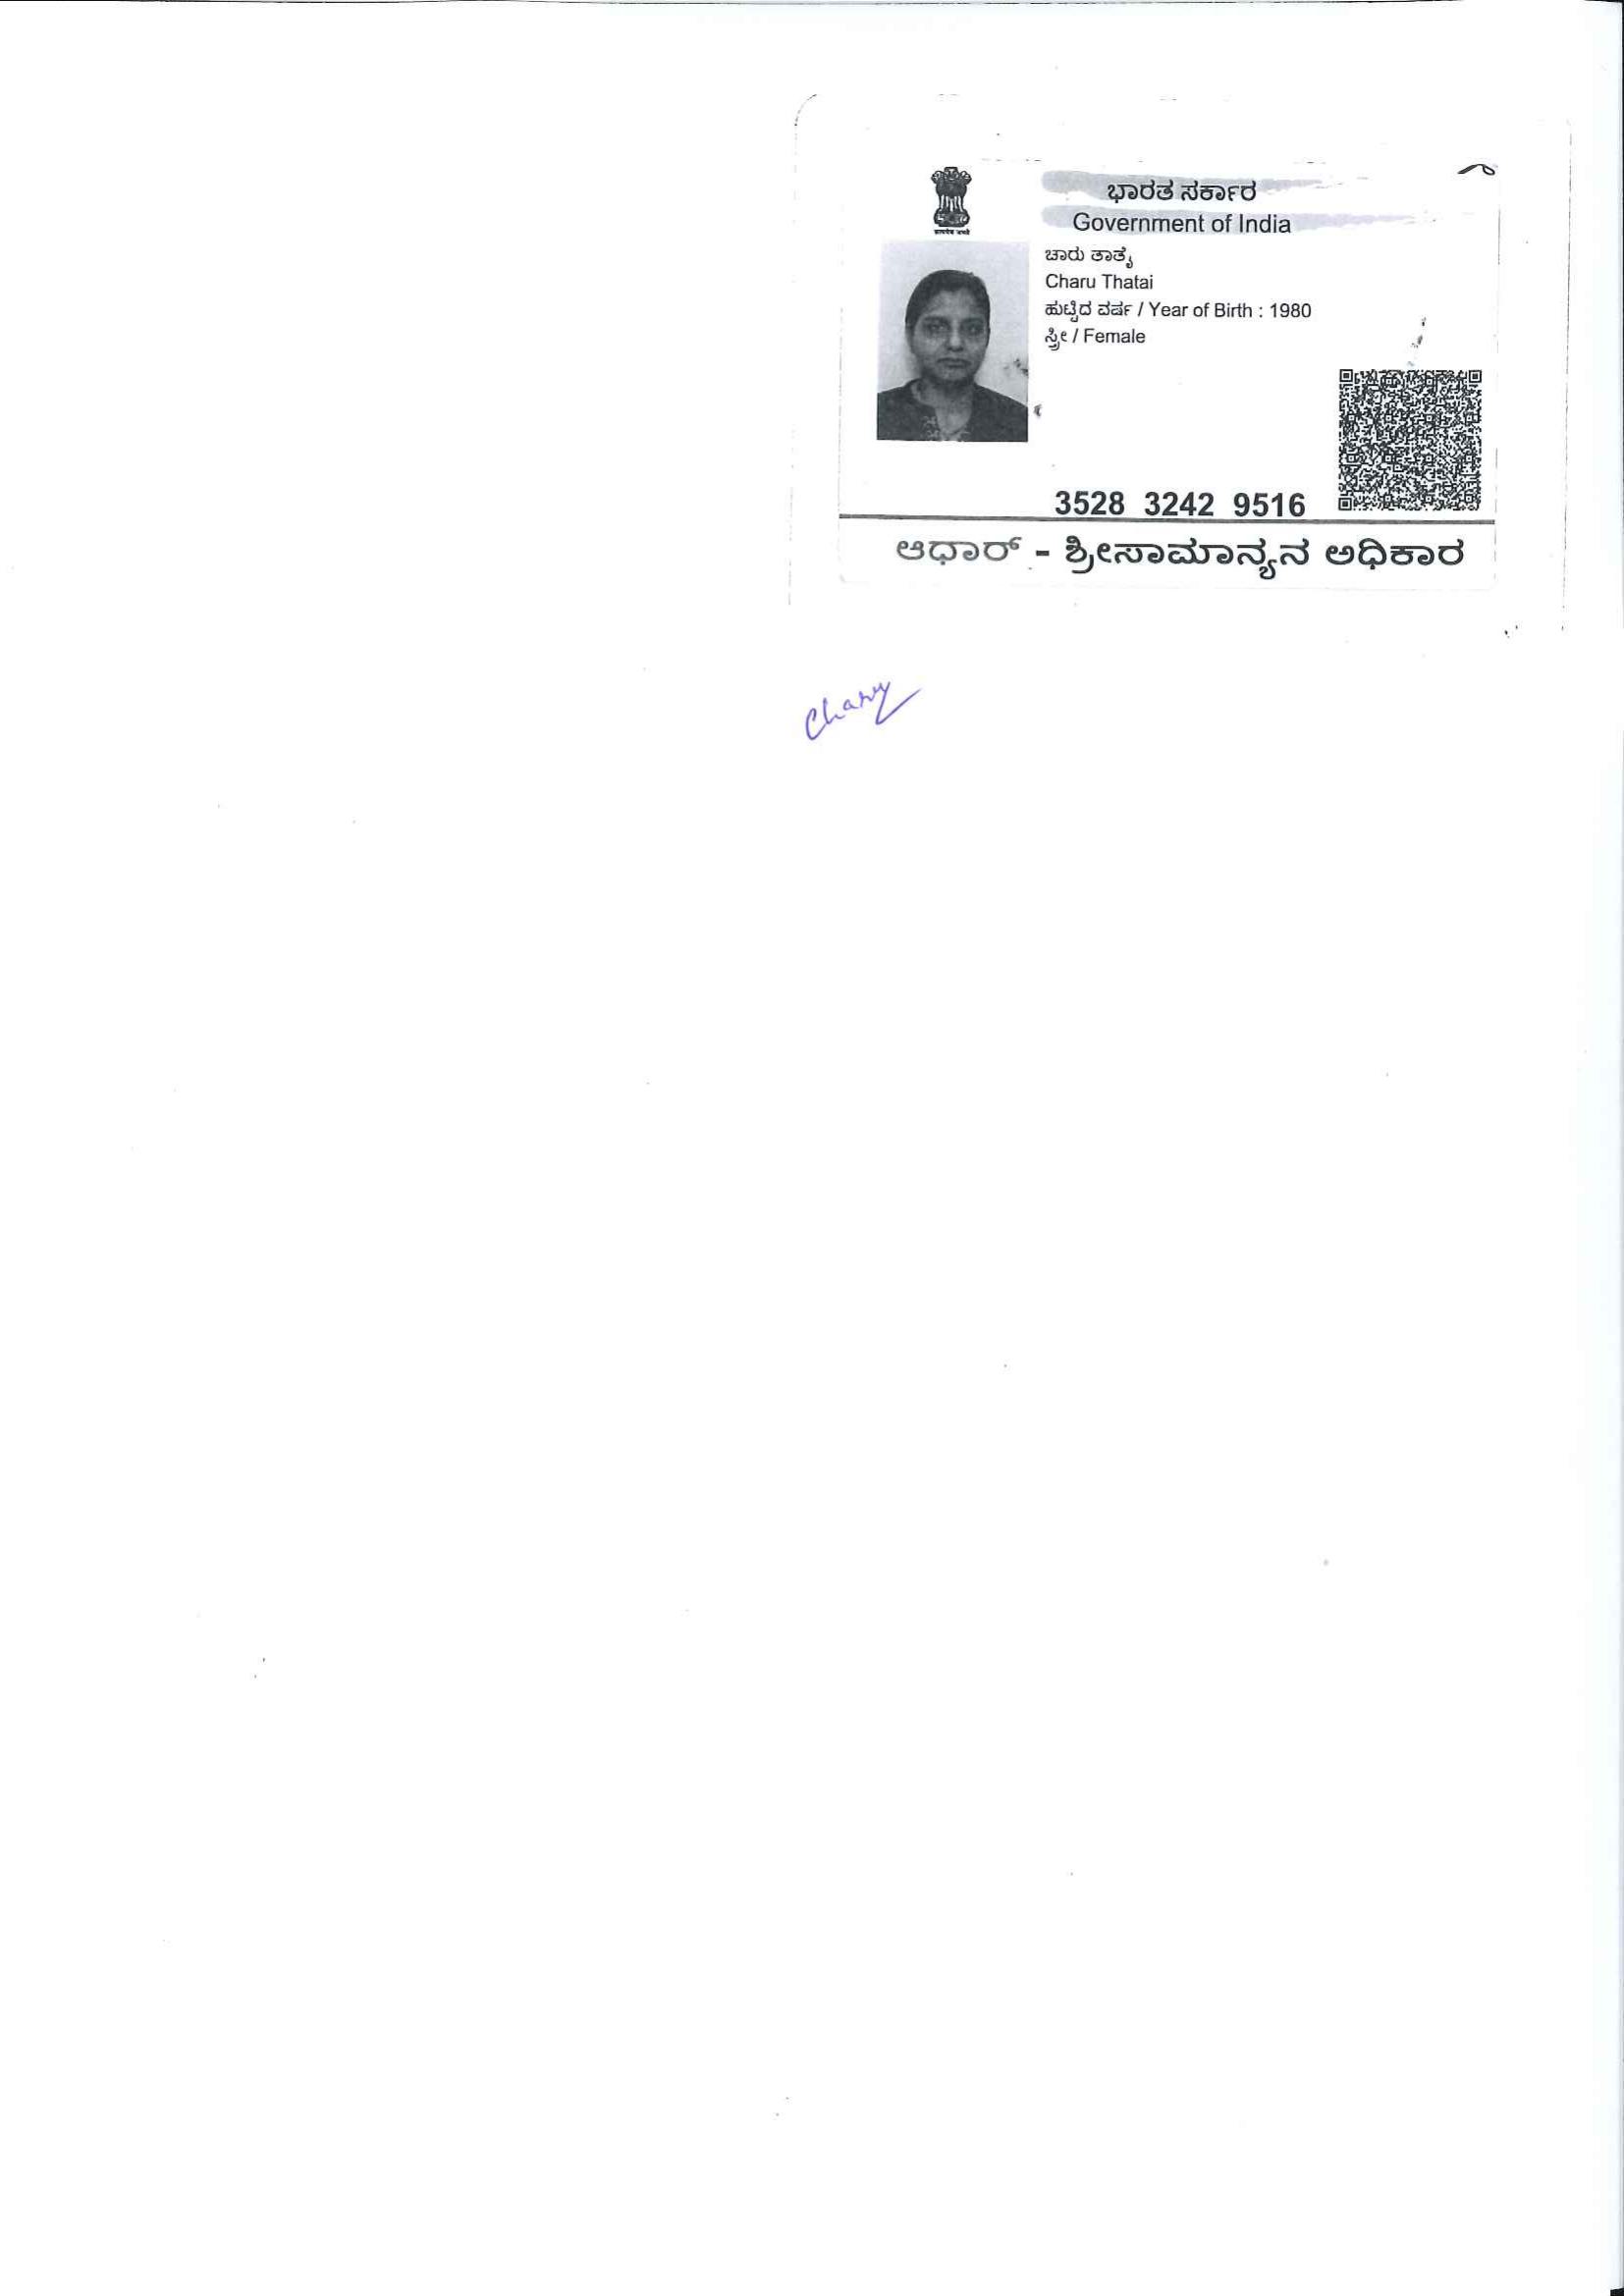 ಭಾರತ ಸರ್ಕಾರ
Government of India
ಚಾರು ತಾತೈ
Charu Thatai
ಹುಟ್ಟಿದ ವರ್ಷ / Year of Birth : 1980
ಸ್ತ್ರೀ / Female
3528 3242 9516
ಆಧಾರ್ - ಶ್ರೀಸಾಮಾನ್ಯನ ಅಧಿಕಾರ
Charu